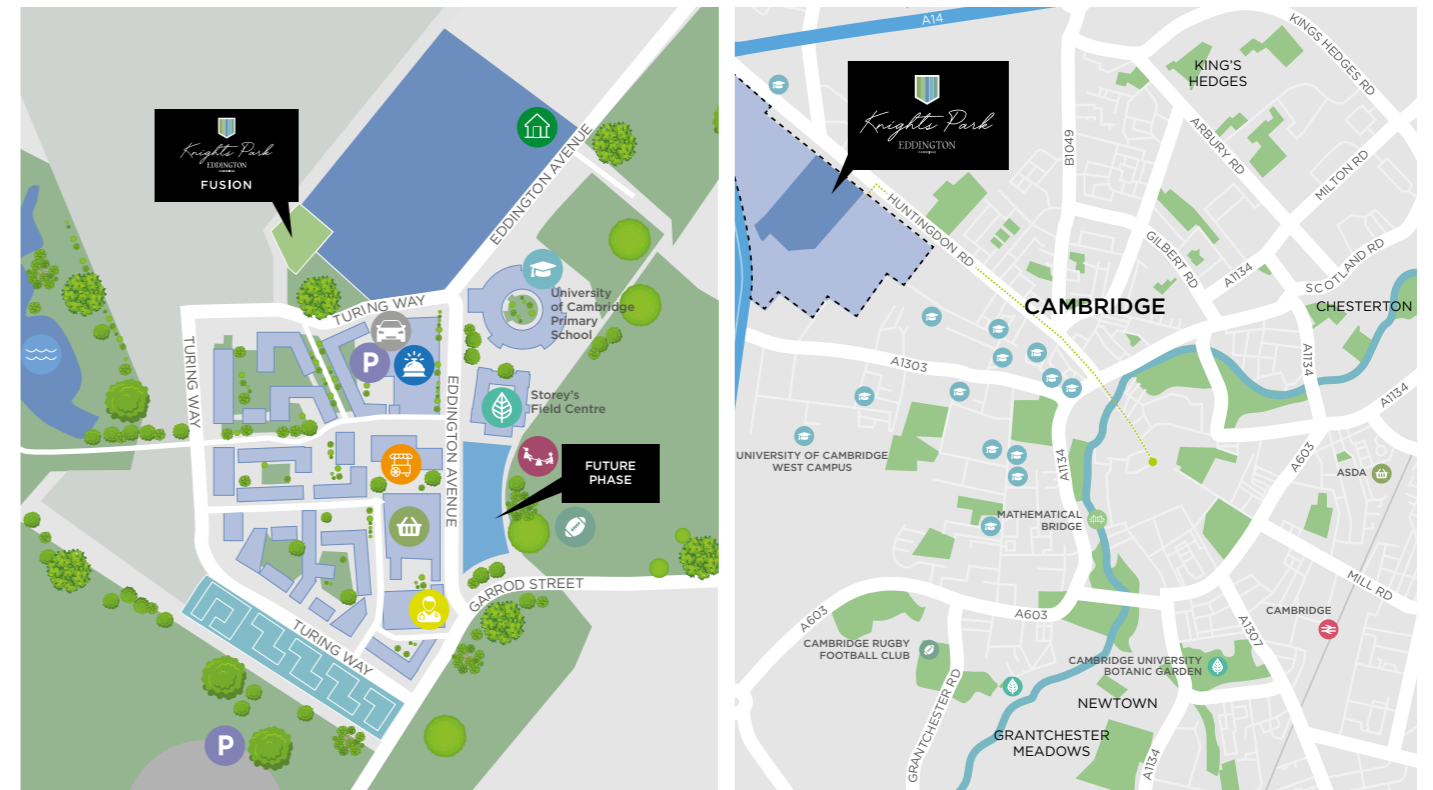 Knights Park
EDDINGTON
FUSION
EDDINGTON AVENUE
University
of Cambridge
Primary
School
TURING WAY
TURING WAY
P
EDDINGTON AVENUE
Storey's
Field Centre
FUTURE
PHASE
GARROD STREET
TURING WAY
P
A14
KINGS HEDGES RD
KING'S
HEDGES
Knights Park
EDDINGTON
B1049
ARBURY RD
MILTON RD
HUNTINGDON RD
GILBERT RD
A1134
SCOTLAND RD
CAMBRIDGE
CHESTERTON
A1303
A1134
A1134
UNIVERSITY OF CAMBRIDGE
WEST CAMPUS
A1134
A603
ASDA
MATHEMATICAL
BRIDGE
MILL RD
A603
A603
CAMBRIDGE
A1307
CAMBRIDGE RUGBY
FOOTBALL CLUB
CAMBRIDGE UNIVERSITY
BOTANIC GARDEN
GRANTCHESTER RD
NEWTOWN
GRANTCHESTER
MEADOWS
A1134